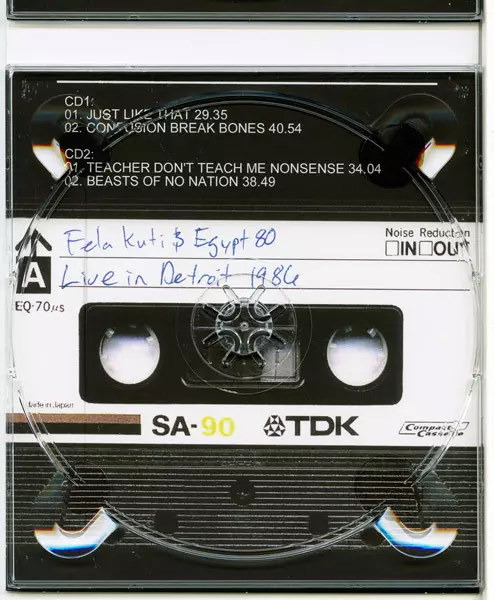 CD1:
01. JUST LIKE THAT 29.35
02. CONFUSION BREAK BONES 40.54
CD2:
01. TEACHER DON'T TEACH ME NONSENSE 34.04
02. BEASTS OF NO NATION 38.49
Fela Kuti & Egypt 80
Noise Reduction
□IN□OUT
A
Live in Detroit 1986
EQ-70μs
Made in Japan
SA-90 TDK
Compact Cassette